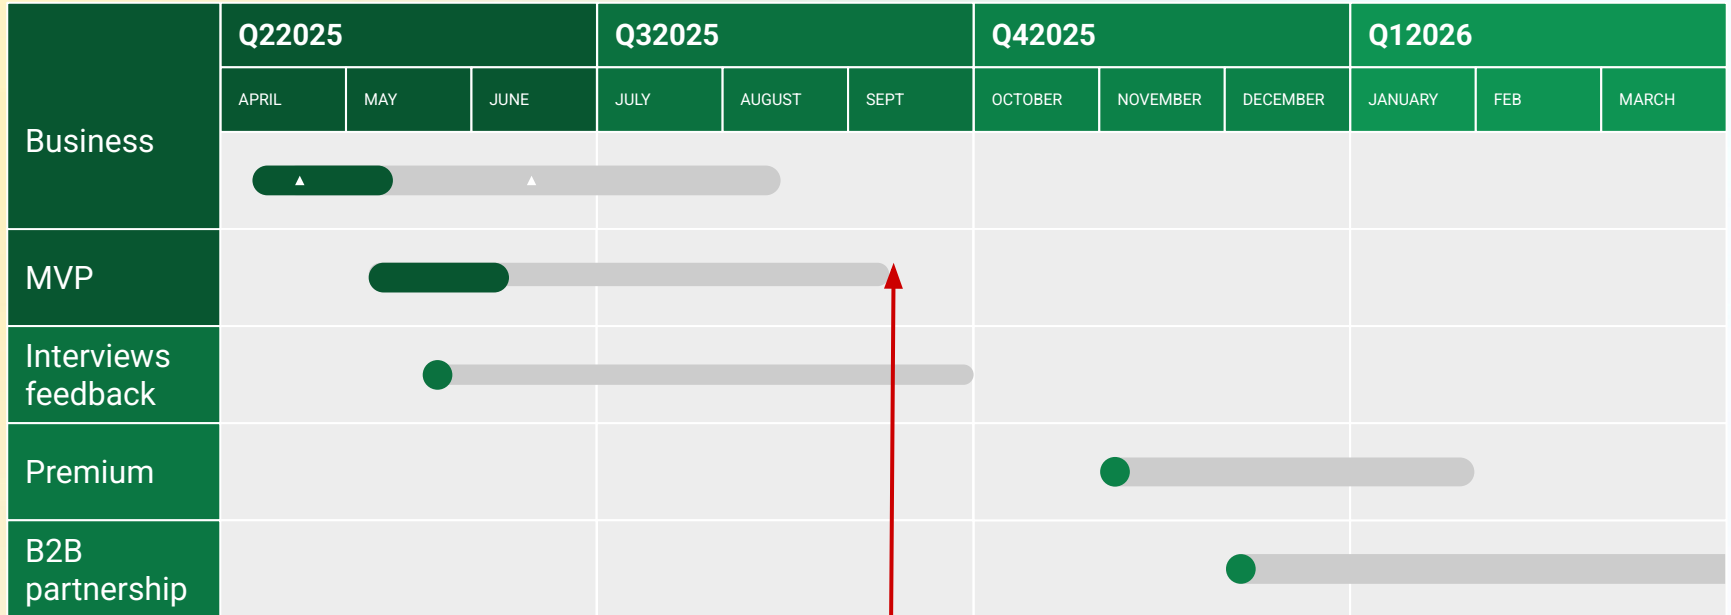 Q22025
Q32025
Q42025
Q12026
APRIL
MAY
JUNE
JULY
AUGUST
SEPT
OCTOBER
NOVEMBER
DECEMBER
JANUARY
FEB
MARCH
Business
MVP
Interviews
feedback
Premium
B2B
partnership